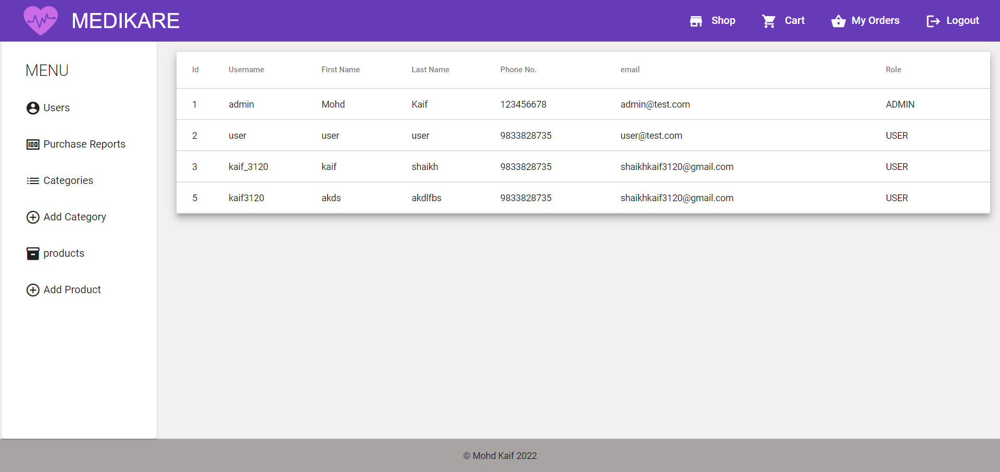 MEDIKARE
Shop Cart My Orders Logout
MENU
Users
Purchase Reports
Categories
Add Category
products
Add Product
Id Username First Name Last Name Phone No. email Role
1 admin Mohd Kaif 123456678 admin@test.com ADMIN
2 user user user 9833828735 user@test.com USER
3 kaif_3120 kaif shaikh 9833828735 shaikhkaif3120@gmail.com USER
5 kaif3120 akds akdlfbs 9833828735 shaikhkaif3120@gmail.com USER
© Mohd Kaif 2022